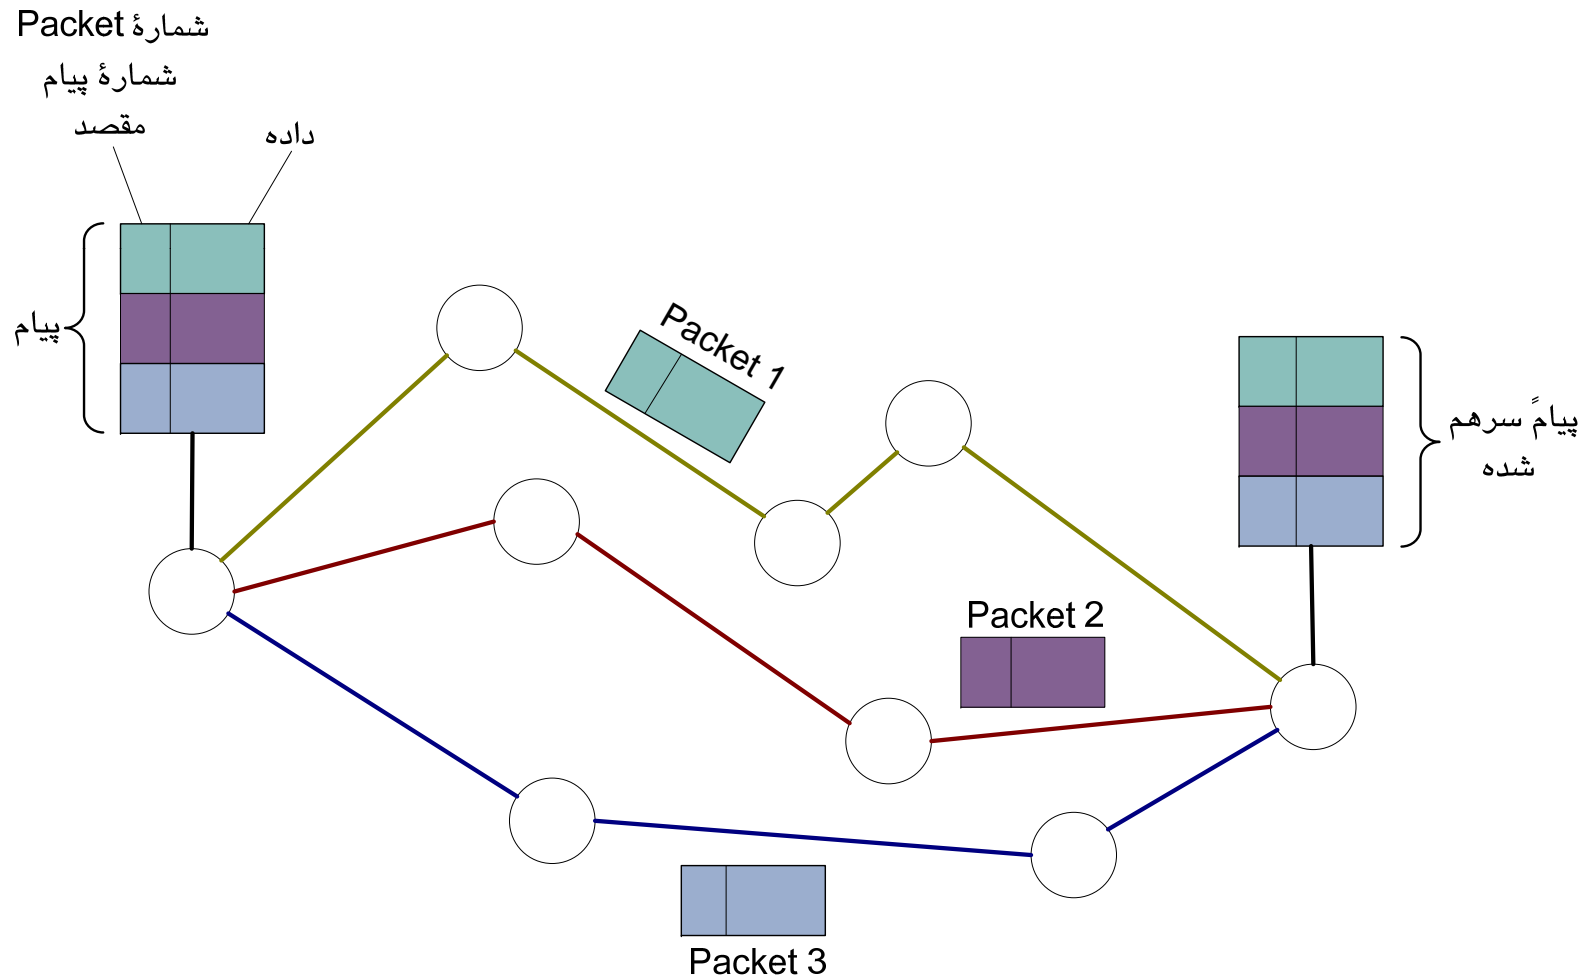 شمارهٔ Packet
شمارهٔ پیام
مقصد
داده
پیام
Packet 1
پیامً سرهم
شده
Packet 2
Packet 3